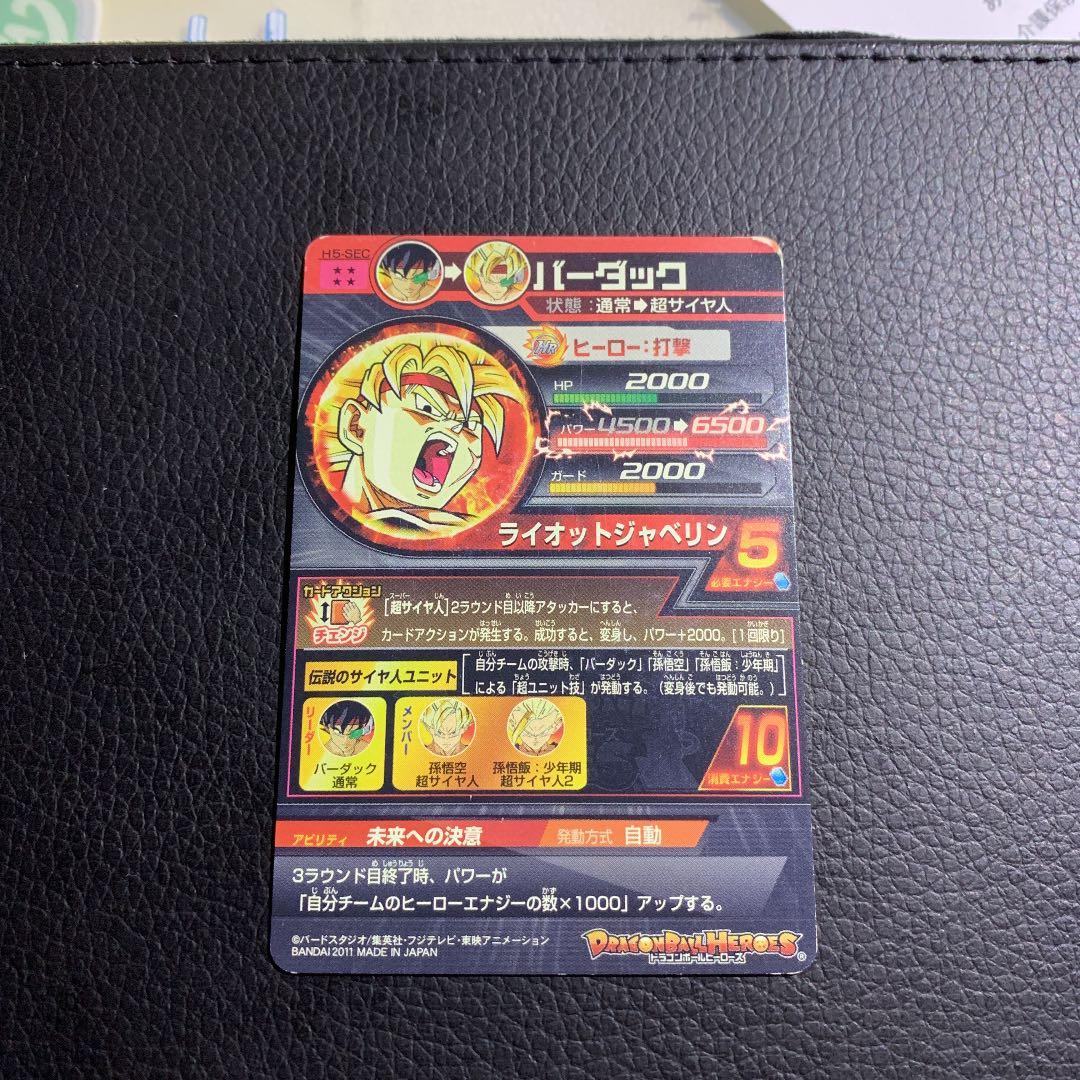 介護保
H5-SEC
★★
★★
バーダック
状態：通常➡超サイヤ人
HR
ヒーロー：打撃
HP 2000
パワー 4500➡6500
ガード 2000
ライオットジャベリン
5
必要エナジー
カードアクション
チェンジ
[超サイヤ人]2ラウンド目以降アタッカーにすると、
カードアクションが発生する。成功すると、変身し、パワー+2000。[1回限り]
伝説のサイヤ人ユニット
自分チームの攻撃時、「バーダック」「孫悟空」「孫悟飯：少年期」
による「超ユニット技」が発動する。（変身後でも発動可能。）
リーダー
バーダック
通常
メンバー
孫悟空
超サイヤ人
孫悟飯：少年期
超サイヤ人2
10
消費エナジー
アビリティ 未来への決意 発動方式 自動
3ラウンド目終了時、パワーが
「自分チームのヒーローエナジーの数×1000」アップする。
©バードスタジオ/集英社・フジテレビ・東映アニメーション
BANDAI 2011 MADE IN JAPAN
DRAGONBALL HEROES
ドラゴンボールヒーローズ
®